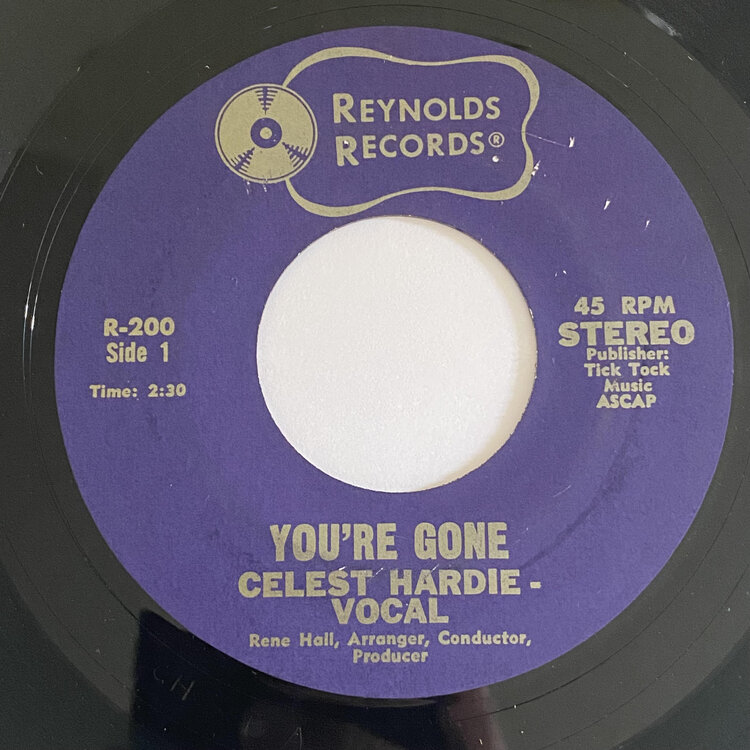 REYNOLDS
RECORDS®
R-200
Side 1
Time: 2:30
45 RPM
STEREO
Publisher:
Tick Tock
Music
ASCAP
YOU'RE GONE
CELEST HARDIE -
VOCAL
Rene Hall, Arranger, Conductor,
Producer